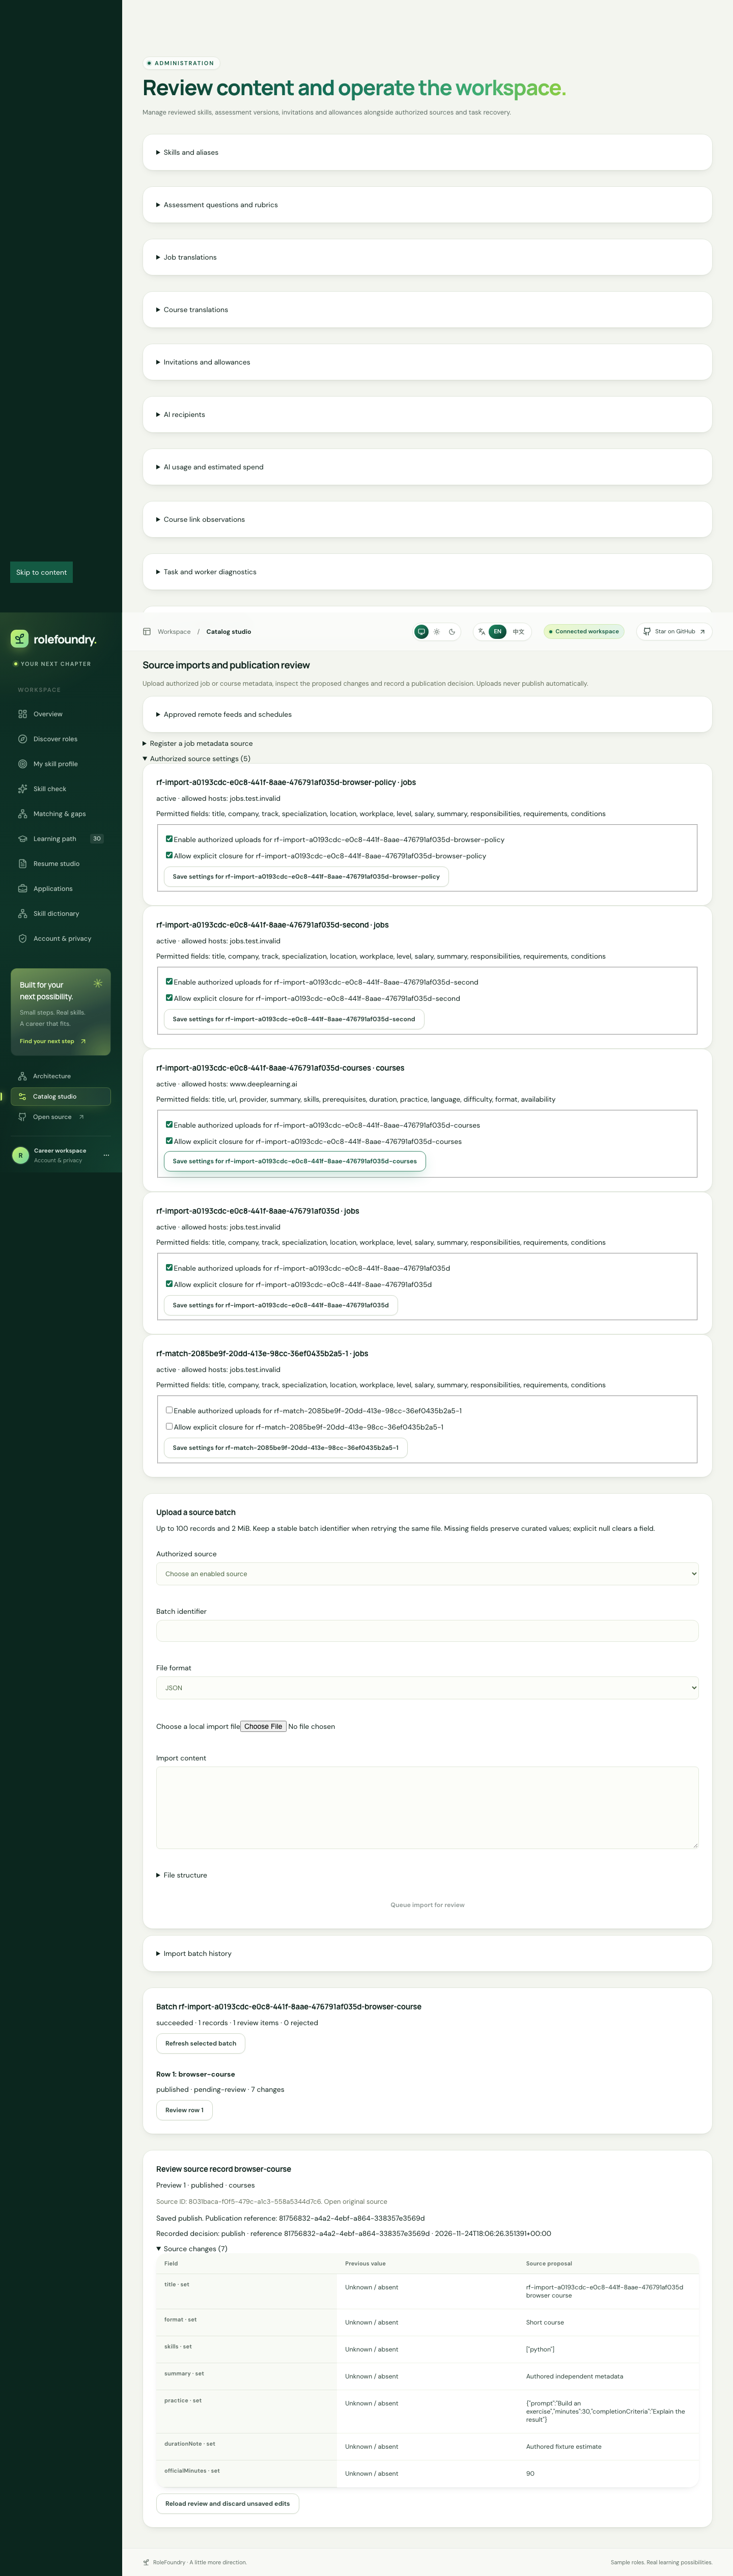 ADMINISTRATION
Review content and operate the workspace.
Manage reviewed skills, assessment versions, invitations and allowances alongside authorized sources and task recovery.
Skills and aliases
Assessment questions and rubrics
Job translations
Course translations
Invitations and allowances
AI recipients
AI usage and estimated spend
Course link observations
Task and worker diagnostics
Skip to content
rolefoundry.
YOUR NEXT CHAPTER
WORKSPACE
Overview
Discover roles
My skill profile
Skill check
Matching & gaps
Learning path 30
Resume studio
Applications
Skill dictionary
Account & privacy
Built for your
next possibility.
Small steps. Real skills.
A career that fits.
Find your next step
Architecture
Catalog studio
Open source
R
Career workspace
Account & privacy
Workspace / Catalog studio
EN 中文
Connected workspace
Star on GitHub
Source imports and publication review
Upload authorized job or course metadata, inspect the proposed changes and record a publication decision. Uploads never publish automatically.
Approved remote feeds and schedules
Register a job metadata source
Authorized source settings (5)
rf-import-a0193cdc-e0c8-441f-8aae-476791af035d-browser-policy · jobs
active · allowed hosts: jobs.test.invalid
Permitted fields: title, company, track, specialization, location, workplace, level, salary, summary, responsibilities, requirements, conditions
Enable authorized uploads for rf-import-a0193cdc-e0c8-441f-8aae-476791af035d-browser-policy
Allow explicit closure for rf-import-a0193cdc-e0c8-441f-8aae-476791af035d-browser-policy
Save settings for rf-import-a0193cdc-e0c8-441f-8aae-476791af035d-browser-policy
rf-import-a0193cdc-e0c8-441f-8aae-476791af035d-second · jobs
active · allowed hosts: jobs.test.invalid
Permitted fields: title, company, track, specialization, location, workplace, level, salary, summary, responsibilities, requirements, conditions
Enable authorized uploads for rf-import-a0193cdc-e0c8-441f-8aae-476791af035d-second
Allow explicit closure for rf-import-a0193cdc-e0c8-441f-8aae-476791af035d-second
Save settings for rf-import-a0193cdc-e0c8-441f-8aae-476791af035d-second
rf-import-a0193cdc-e0c8-441f-8aae-476791af035d-courses · courses
active · allowed hosts: www.deeplearning.ai
Permitted fields: title, url, provider, summary, skills, prerequisites, duration, practice, language, difficulty, format, availability
Enable authorized uploads for rf-import-a0193cdc-e0c8-441f-8aae-476791af035d-courses
Allow explicit closure for rf-import-a0193cdc-e0c8-441f-8aae-476791af035d-courses
Save settings for rf-import-a0193cdc-e0c8-441f-8aae-476791af035d-courses
rf-import-a0193cdc-e0c8-441f-8aae-476791af035d · jobs
active · allowed hosts: jobs.test.invalid
Permitted fields: title, company, track, specialization, location, workplace, level, salary, summary, responsibilities, requirements, conditions
Enable authorized uploads for rf-import-a0193cdc-e0c8-441f-8aae-476791af035d
Allow explicit closure for rf-import-a0193cdc-e0c8-441f-8aae-476791af035d
Save settings for rf-import-a0193cdc-e0c8-441f-8aae-476791af035d
rf-match-2085be9f-20dd-413e-98cc-36ef0435b2a5-1 · jobs
active · allowed hosts: jobs.test.invalid
Permitted fields: title, company, track, specialization, location, workplace, level, salary, summary, responsibilities, requirements, conditions
Enable authorized uploads for rf-match-2085be9f-20dd-413e-98cc-36ef0435b2a5-1
Allow explicit closure for rf-match-2085be9f-20dd-413e-98cc-36ef0435b2a5-1
Save settings for rf-match-2085be9f-20dd-413e-98cc-36ef0435b2a5-1
Upload a source batch
Up to 100 records and 2 MiB. Keep a stable batch identifier when retrying the same file. Missing fields preserve curated values; explicit null clears a field.
Authorized source
Choose an enabled source
Batch identifier
File format
JSON
Choose a local import file Choose File No file chosen
Import content
File structure
Queue import for review
Import batch history
Batch rf-import-a0193cdc-e0c8-441f-8aae-476791af035d-browser-course
succeeded · 1 records · 1 review items · 0 rejected
Refresh selected batch
Row 1: browser-course
published · pending-review · 7 changes
Review row 1
Review source record browser-course
Preview 1 · published · courses
Source ID: 8031baca-f0f5-479c-a1c3-558a5344d7c6. Open original source
Saved publish. Publication reference: 81756832-a4a2-4ebf-a864-338357e3569d
Recorded decision: publish · reference 81756832-a4a2-4ebf-a864-338357e3569d · 2026-11-24T18:06:26.351391+00:00
Source changes (7)
Field Previous value Source proposal
title · set Unknown / absent rf-import-a0193cdc-e0c8-441f-8aae-476791af035d
browser course
format · set Unknown / absent Short course
skills · set Unknown / absent ["python"]
summary · set Unknown / absent Authored independent metadata
practice · set Unknown / absent {"prompt":"Build an
exercise","minutes":30,"completionCriteria":"Explain the
result"}
durationNote · set Unknown / absent Authored fixture estimate
officialMinutes · set Unknown / absent 90
Reload review and discard unsaved edits
RoleFoundry · A little more direction.
Sample roles. Real learning possibilities.